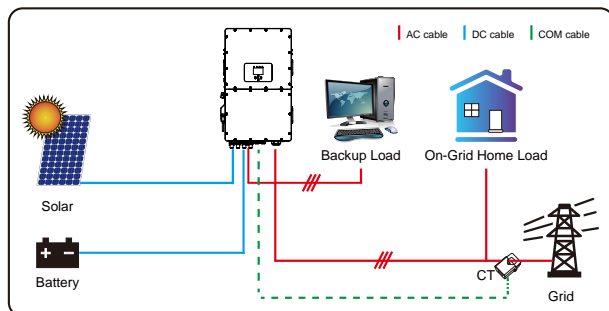 AC cable
DC cable
COM cable
Backup Load
On-Grid Home Load
Solar
CT
Battery
Grid